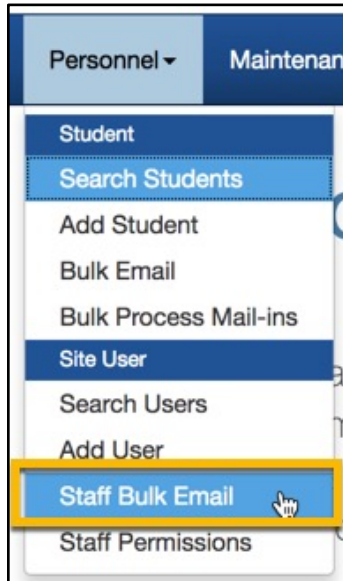 Personnel Maintenan
Student
Search Students
Add Student
Bulk Email
Bulk Process Mail-ins
Site User
Search Users
Add User
Staff Bulk Email
Staff Permissions